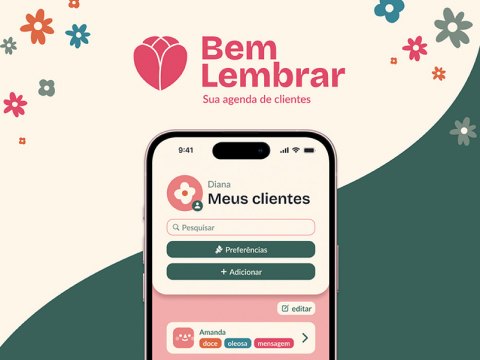 Bem
Lembrar
Sua agenda de clientes
9:41
Diana
Meus clientes
Pesquisar
Preferências
+ Adicionar
editar
Amanda
doce oleosa mensagem